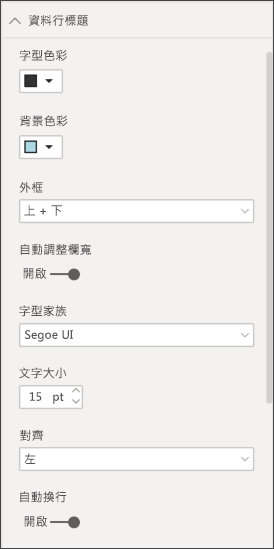 資料行標題
字型色彩
背景色彩
外框
上 + 下
自動調整欄寬
開啟
字型家族
Segoe UI
文字大小
15 pt
對齊
左
自動換行
開啟